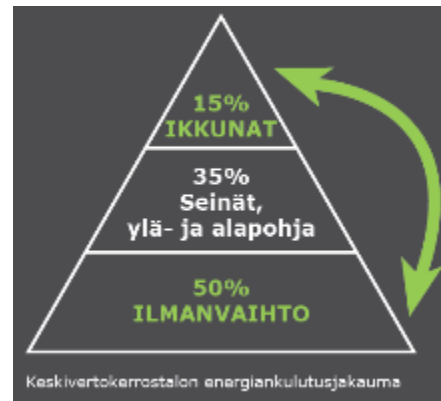 15%
IKKUNAT
35%
Seinät,
ylä- ja alapohja
50%
ILMANVAIHTO
Keskivertokerrostalon energiankulutusjakauma